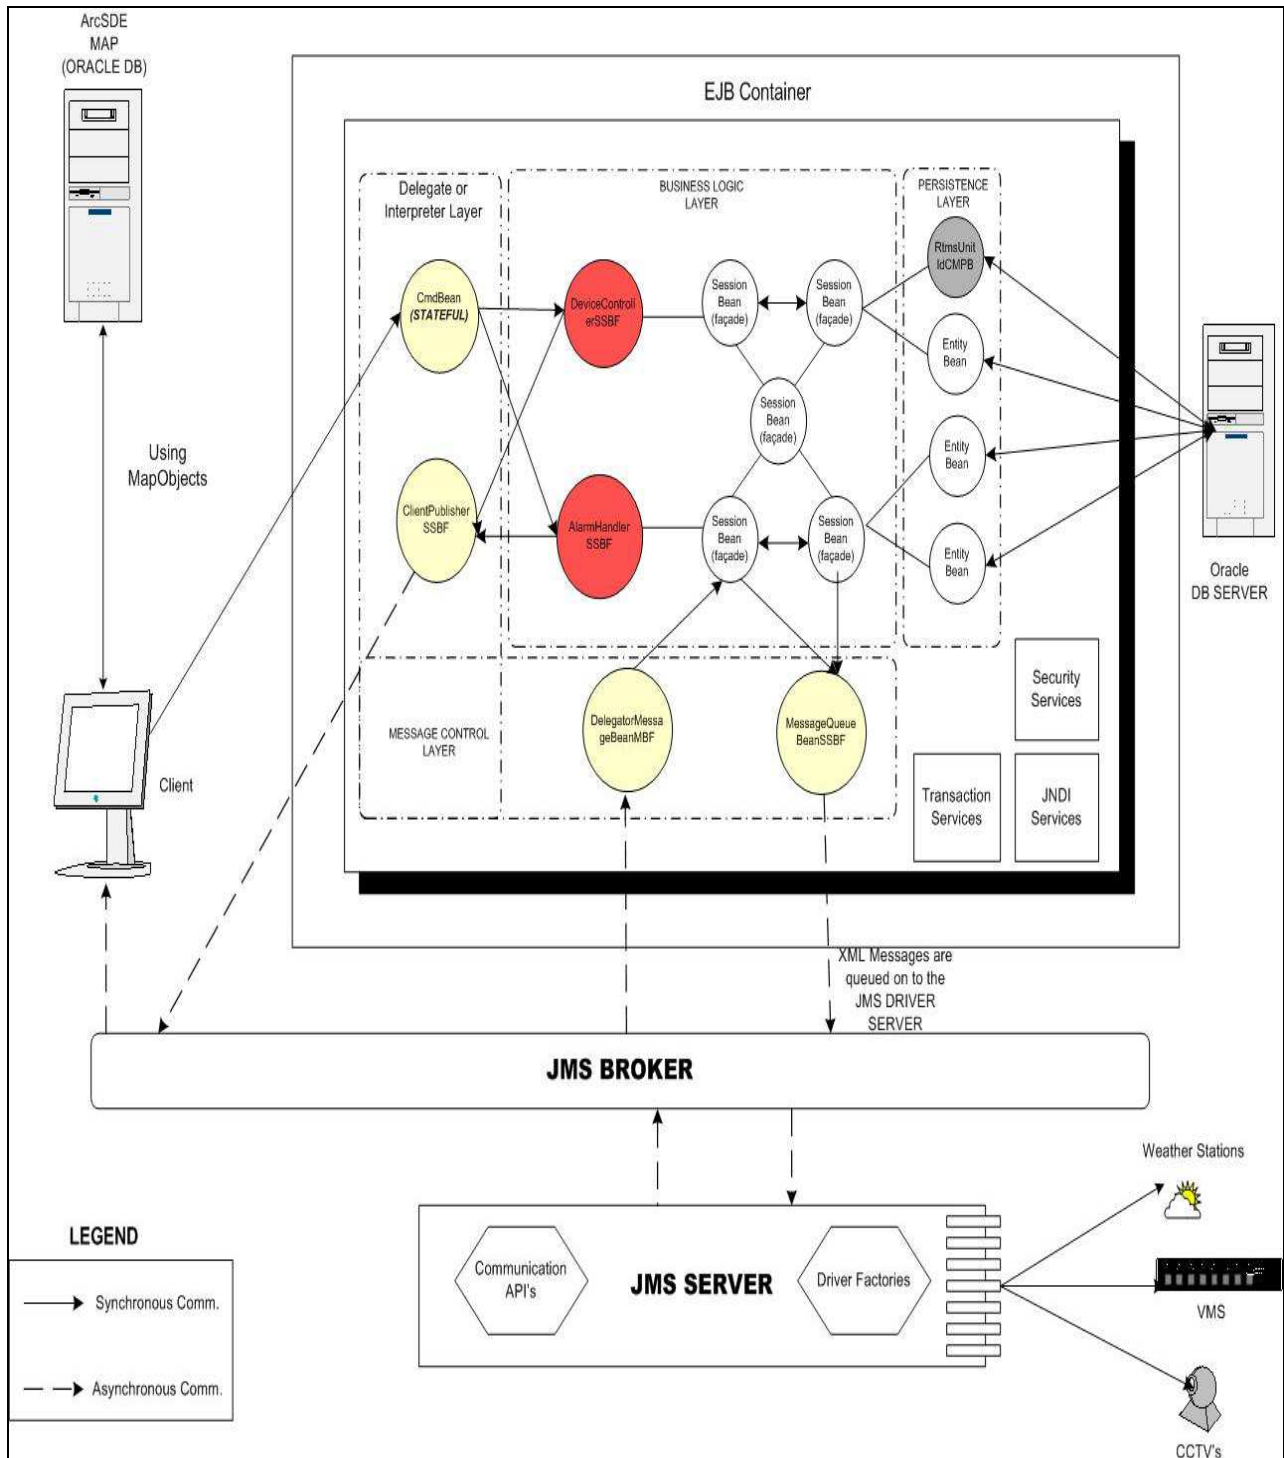 ArcSDE
MAP
(ORACLE DB)
EJB Container
Delegate or
Interpreter Layer
BUSINESS LOGIC
LAYER
PERSISTENCE
LAYER
CmdBean
(STATEFUL)
DeviceControll
erSSBF
Session
Bean
(façade)
Session
Bean
(façade)
RtmsUnit
IdCMPB
Entity
Bean
Session
Bean
(façade)
Entity
Bean
Using
MapObjects
ClientPublisher
SSBF
AlarmHandler
SSBF
Session
Bean
(façade)
Session
Bean
(façade)
Entity
Bean
Oracle
DB SERVER
Security
Services
MESSAGE CONTROL
LAYER
DelegatorMessa
geBeanMBF
MessageQueue
BeanSSBF
Client
Transaction
Services
JNDI
Services
XML Messages are
queued on to the
JMS DRIVER
SERVER
JMS BROKER
Weather Stations
LEGEND
Synchronous Comm.
Asynchronous Comm.
Communication
API's
JMS SERVER
Driver Factories
VMS
CCTV's